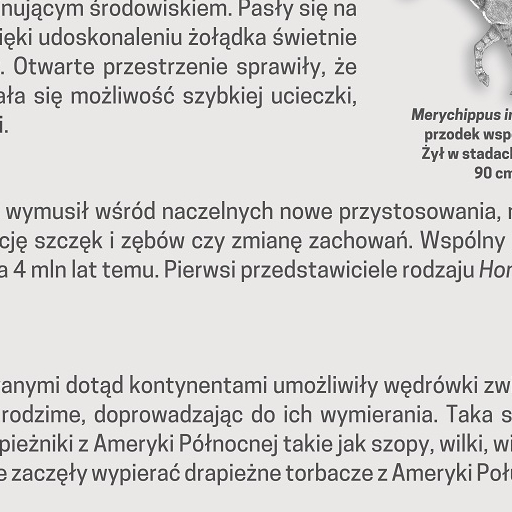 nującym środowiskiem. Pasły się na
ięki udoskonaleniu żołądka świetnie
. Otwarte przestrzenie sprawiły, że
ała się możliwość szybkiej ucieczki,
i.
Merychippus in
przodek wsp
Żył w stadach
90 cm
wymusił wśród naczelnych nowe przystosowania, n
cję szczęk i zębów czy zmianę zachowań. Wspólny
a 4 mln lat temu. Pierwsi przedstawiciele rodzaju Hom
anymi dotąd kontynentami umożliwiły wędrówki zw
rodzime, doprowadzając do ich wymierania. Taka s
pieżniki z Ameryki Północnej takie jak szopy, wilki, wi
e zaczęły wypierać drapieżne torbacze z Ameryki Połu